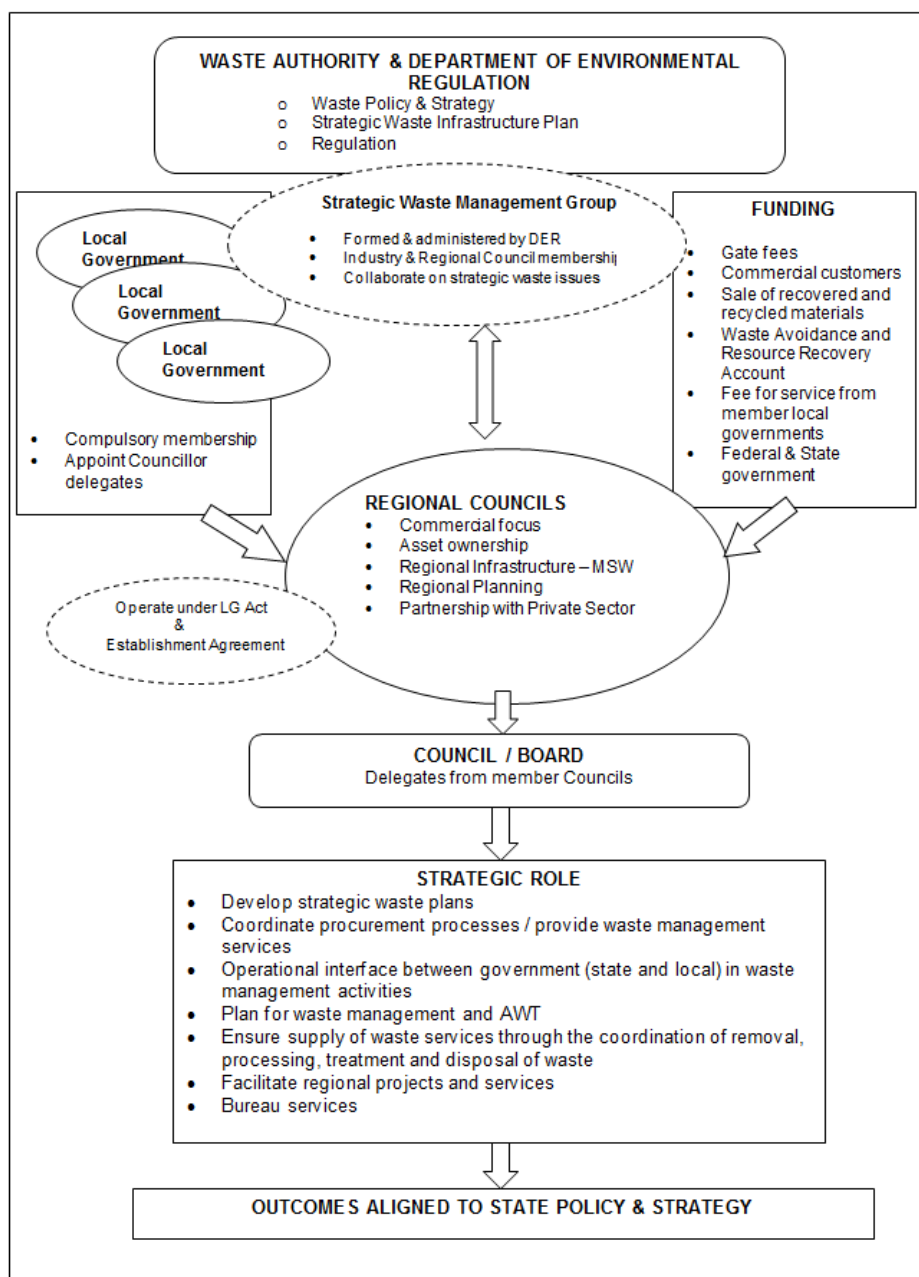 WASTE AUTHORITY & DEPARTMENT OF ENVIRONMENTAL
REGULATION
o Waste Policy & Strategy
o Strategic Waste Infrastructure Plan
o Regulation
Strategic Waste Management Group
• Formed & administered by DER
• Industry & Regional Council membership
• Collaborate on strategic waste issues
Local
Government
Local
Government
Local
Government
• Compulsory membership
• Appoint Councillor
delegates
FUNDING
• Gate fees
• Commercial customers
• Sale of recovered and
recycled materials
• Waste Avoidance and
Resource Recovery
Account
• Fee for service from
member local
governments
• Federal & State
government
REGIONAL COUNCILS
• Commercial focus
• Asset ownership
• Regional Infrastructure – MSW
• Regional Planning
• Partnership with Private Sector
Operate under LG Act
&
Establishment Agreement
COUNCIL / BOARD
Delegates from member Councils
STRATEGIC ROLE
• Develop strategic waste plans
• Coordinate procurement processes / provide waste management
services
• Operational interface between government (state and local) in waste
management activities
• Plan for waste management and AWT
• Ensure supply of waste services through the coordination of removal,
processing, treatment and disposal of waste
• Facilitate regional projects and services
• Bureau services
OUTCOMES ALIGNED TO STATE POLICY & STRATEGY